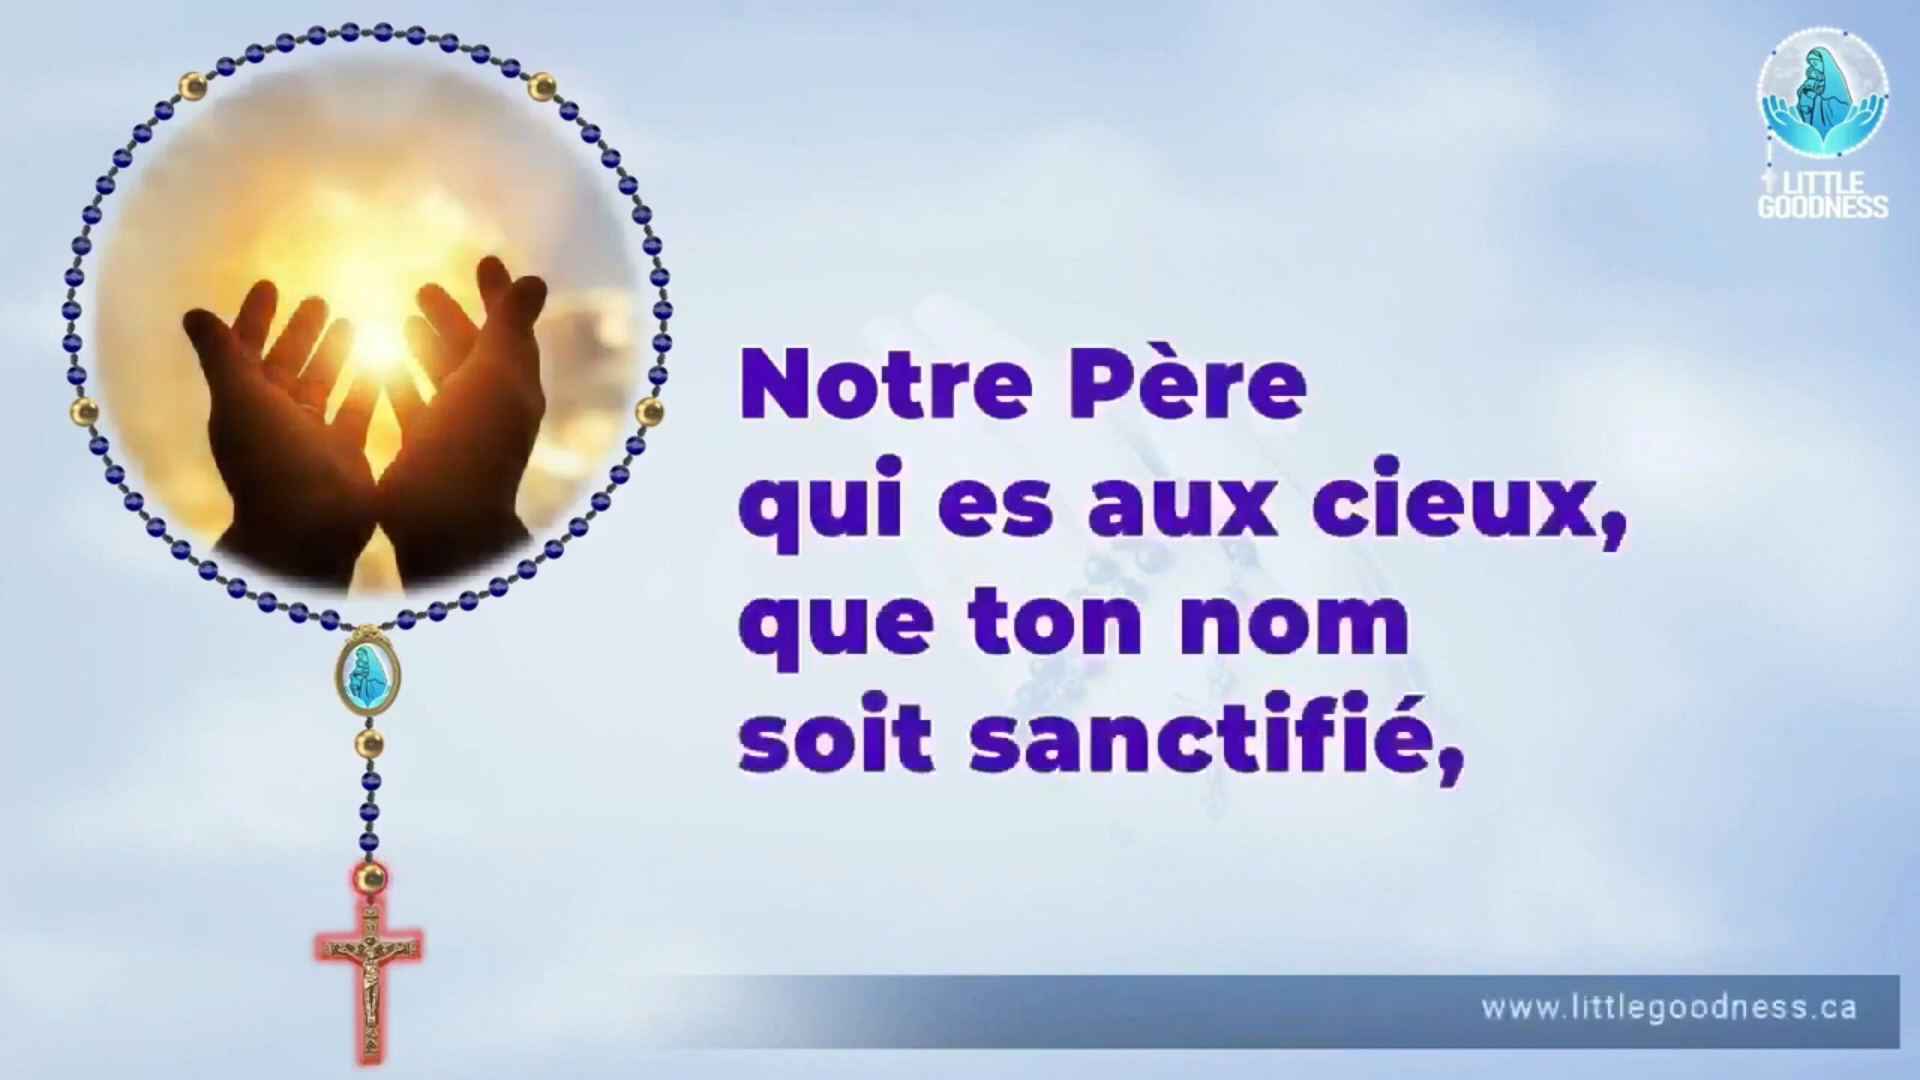 LITTLE
GOODNESS
Notre Père
qui es aux cieux,
que ton nom
soit sanctifié,
www.littlegoodness.ca